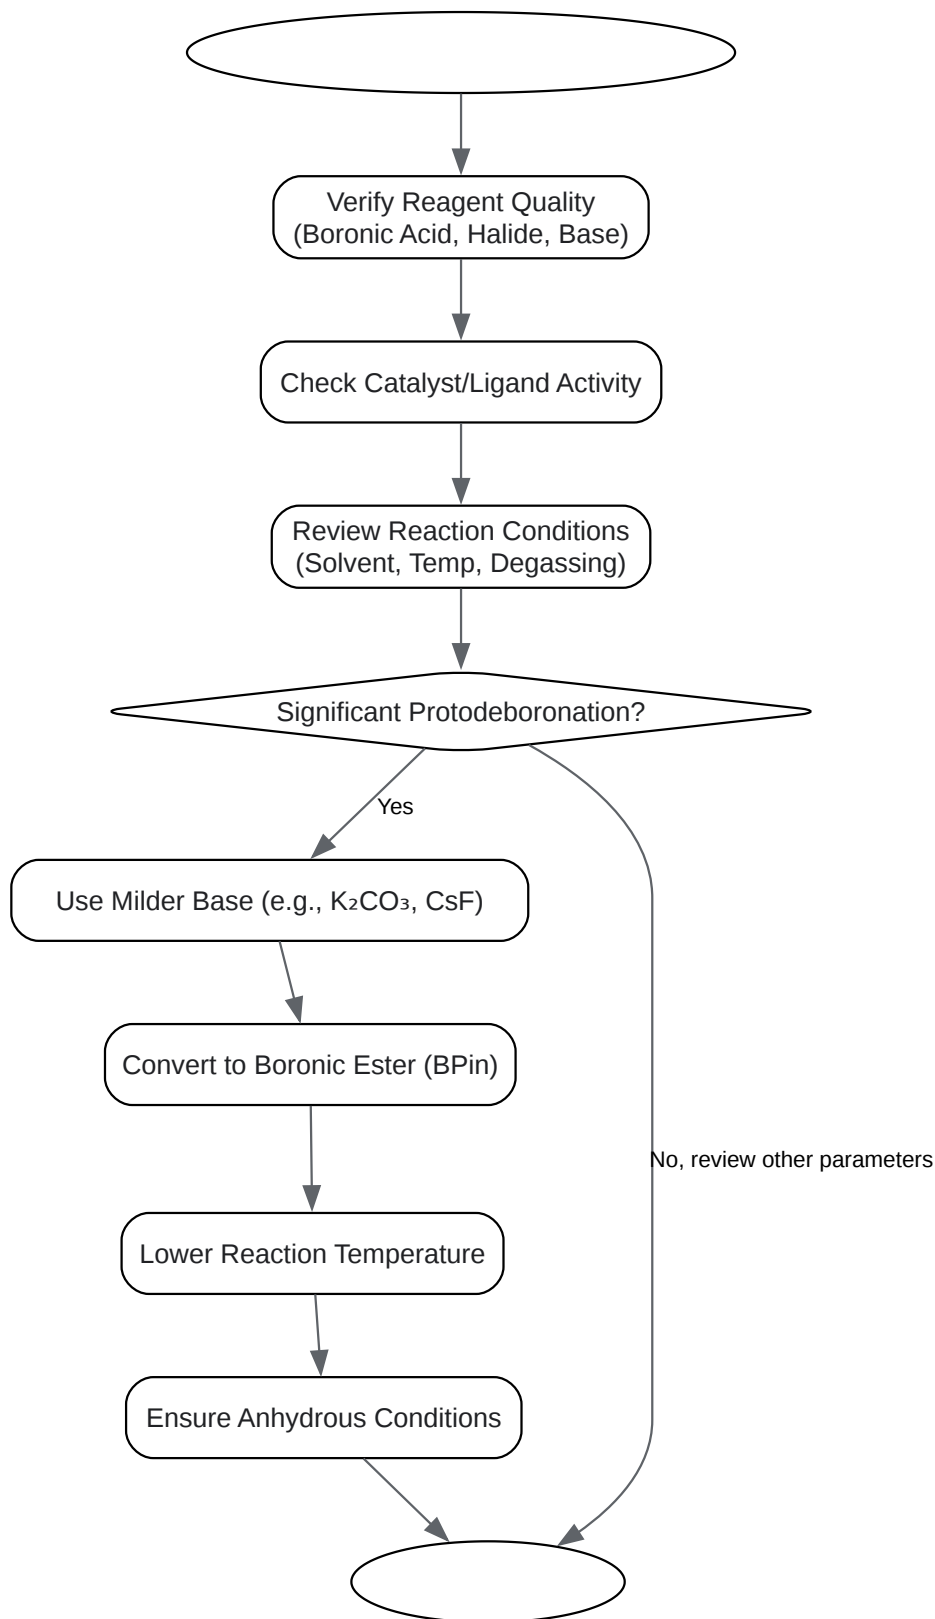 Verify Reagent Quality
(Boronic Acid, Halide, Base)
Check Catalyst/Ligand Activity
Review Reaction Conditions
(Solvent, Temp, Degassing)
Significant Protodeboronation?
Yes
Use Milder Base (e.g., K₂CO₃, CsF)
Convert to Boronic Ester (BPin)
No, review other parameters
Lower Reaction Temperature
Ensure Anhydrous Conditions